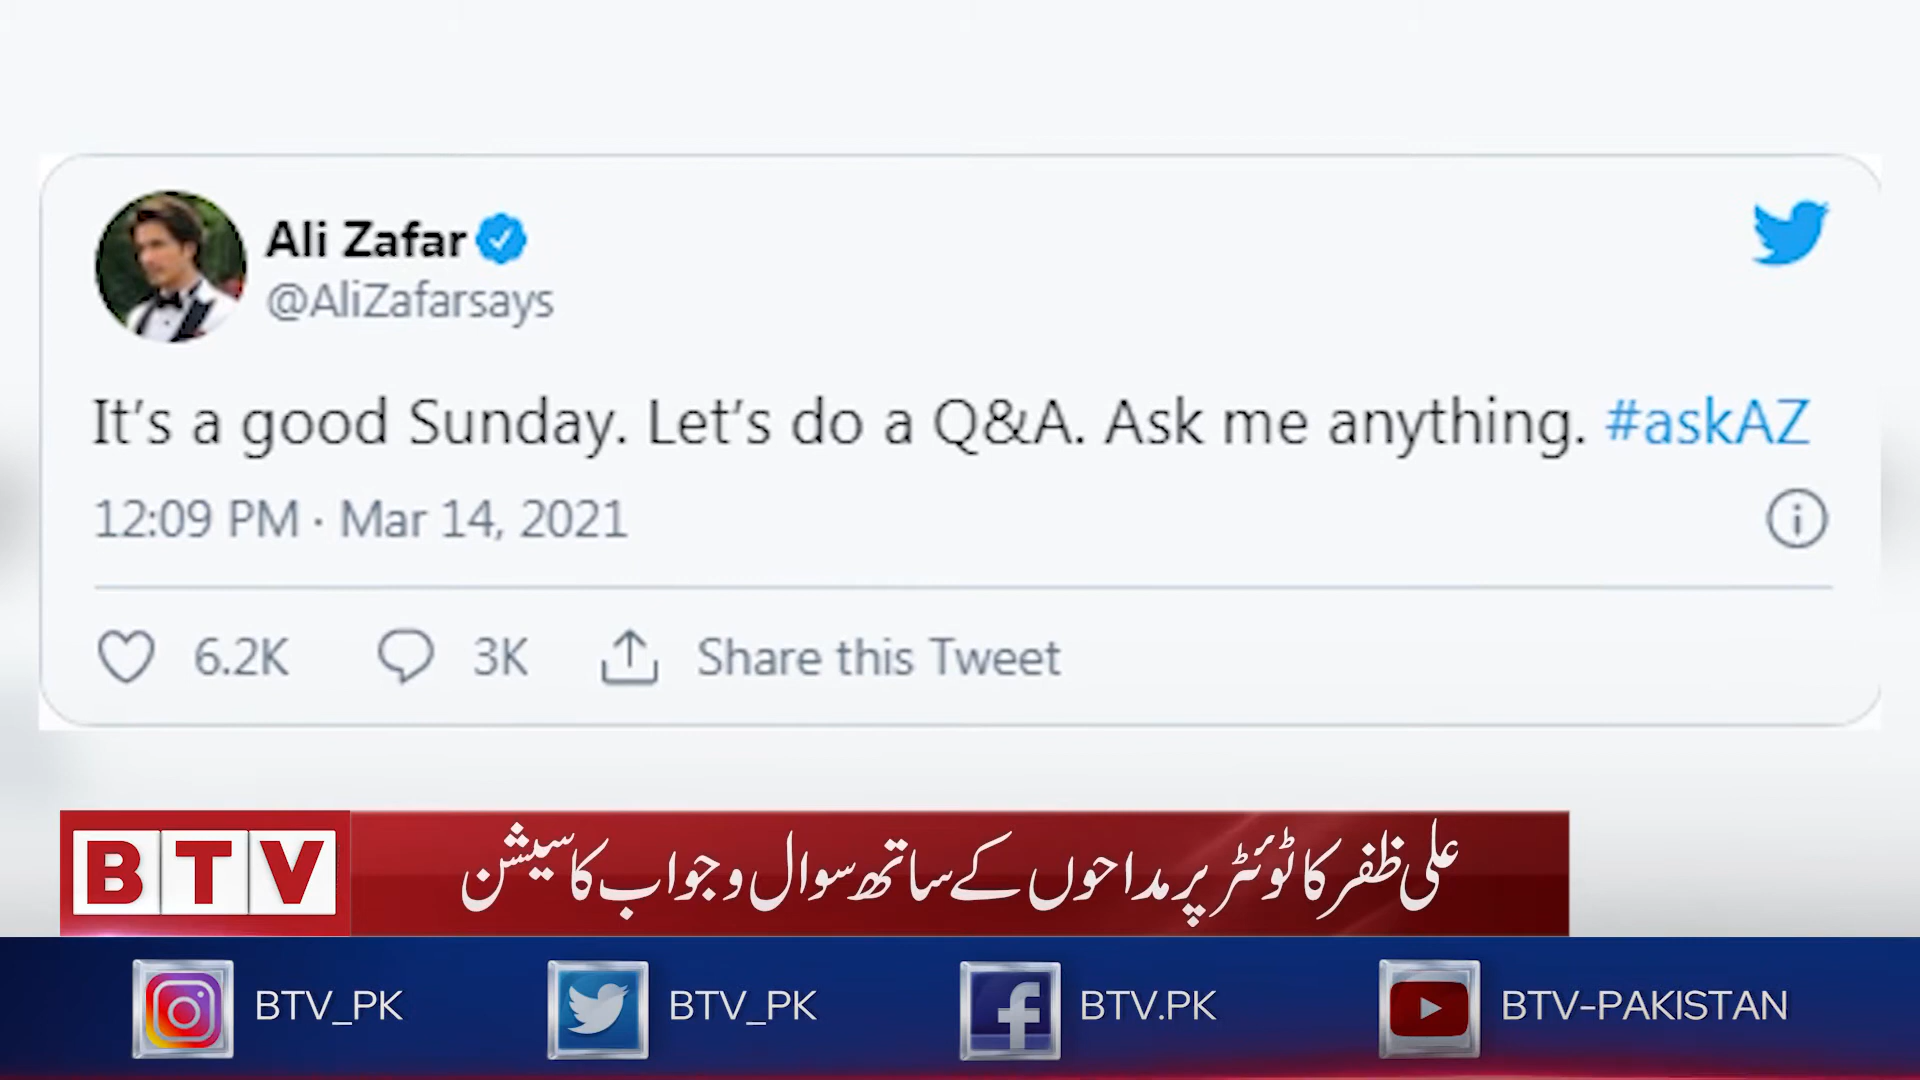 Ali Zafar
@AliZafarsays
It's a good Sunday. Let's do a Q&A. Ask me anything. #askAZ
12:09 PM · Mar 14, 2021
6.2K 3K Share this Tweet
BTV علی ظفر کا ٹوئٹر پر مداحوں کے ساتھ سوال و جواب کا سیشن
BTV_PK BTV_PK BTV.PK BTV-PAKISTAN